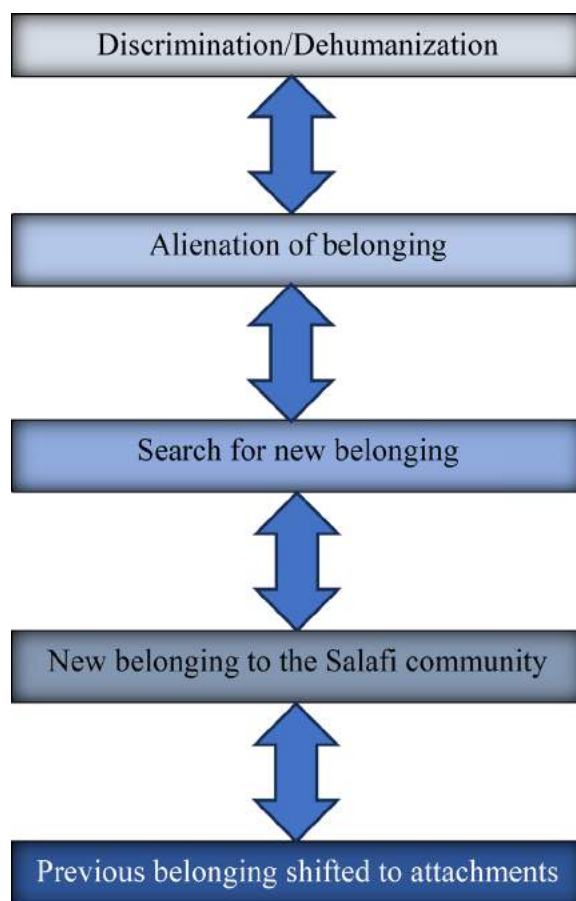 Discrimination/Dehumanization
Alienation of belonging
Search for new belonging
New belonging to the Salafi community
Previous belonging shifted to attachments